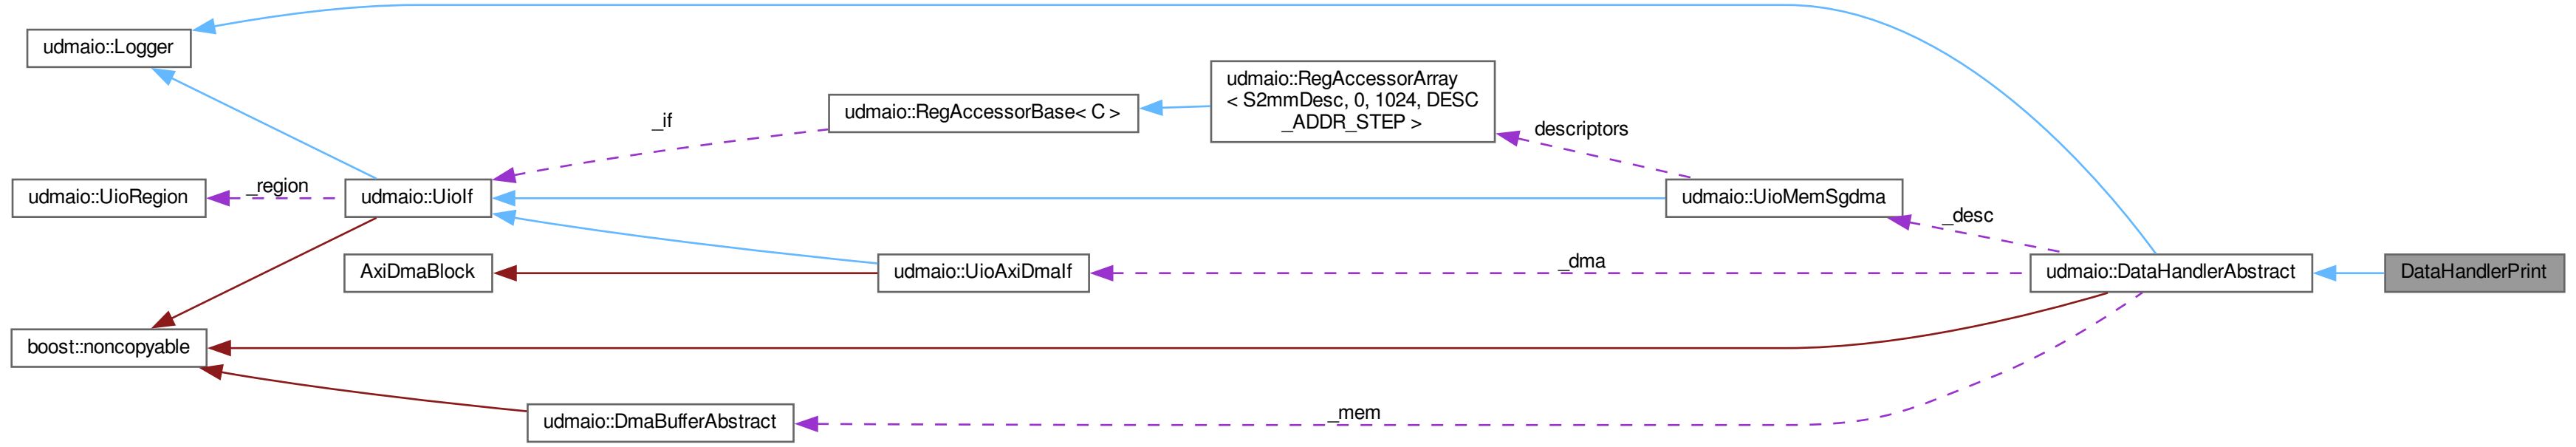 udmaio::Logger
udmaio::RegAccessorArray
< S2mmDesc, 0, 1024, DESC
_ADDR_STEP >
udmaio::RegAccessorBase< C >
_if
descriptors
udmaio::UioRegion
_region
udmaio::UioIf
udmaio::UioMemSgdma
_desc
AxiDmaBlock
udmaio::UioAxiDmaIf
_dma
udmaio::DataHandlerAbstract
DataHandlerPrint
boost::noncopyable
udmaio::DmaBufferAbstract
_mem